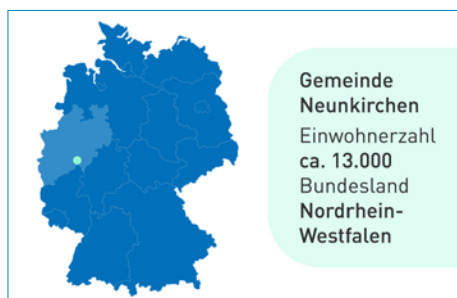 Gemeinde
Neunkirchen
Einwohnerzahl
ca. 13.000
Bundesland
Nordrhein-
Westfalen